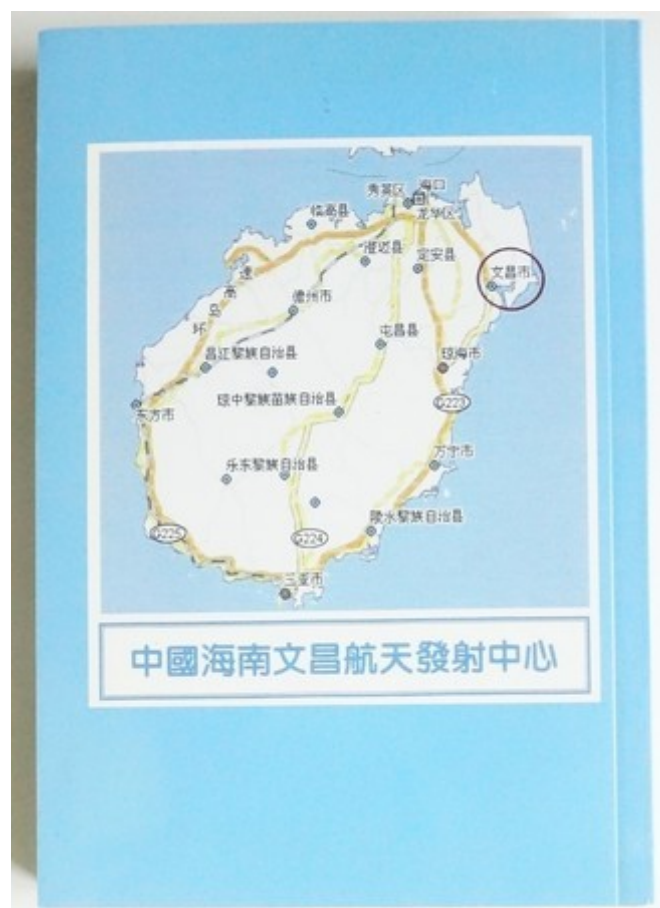 秀英区
海口
龙华区
临高县
澄迈县
定安县
文昌市
环岛高速
儋州市
屯昌县
昌江黎族自治县
琼海市
琼中黎族苗族自治县
G223
东方市
万宁市
乐东黎族自治县
陵水黎族自治县
G225
G224
三亚市
中國海南文昌航天發射中心